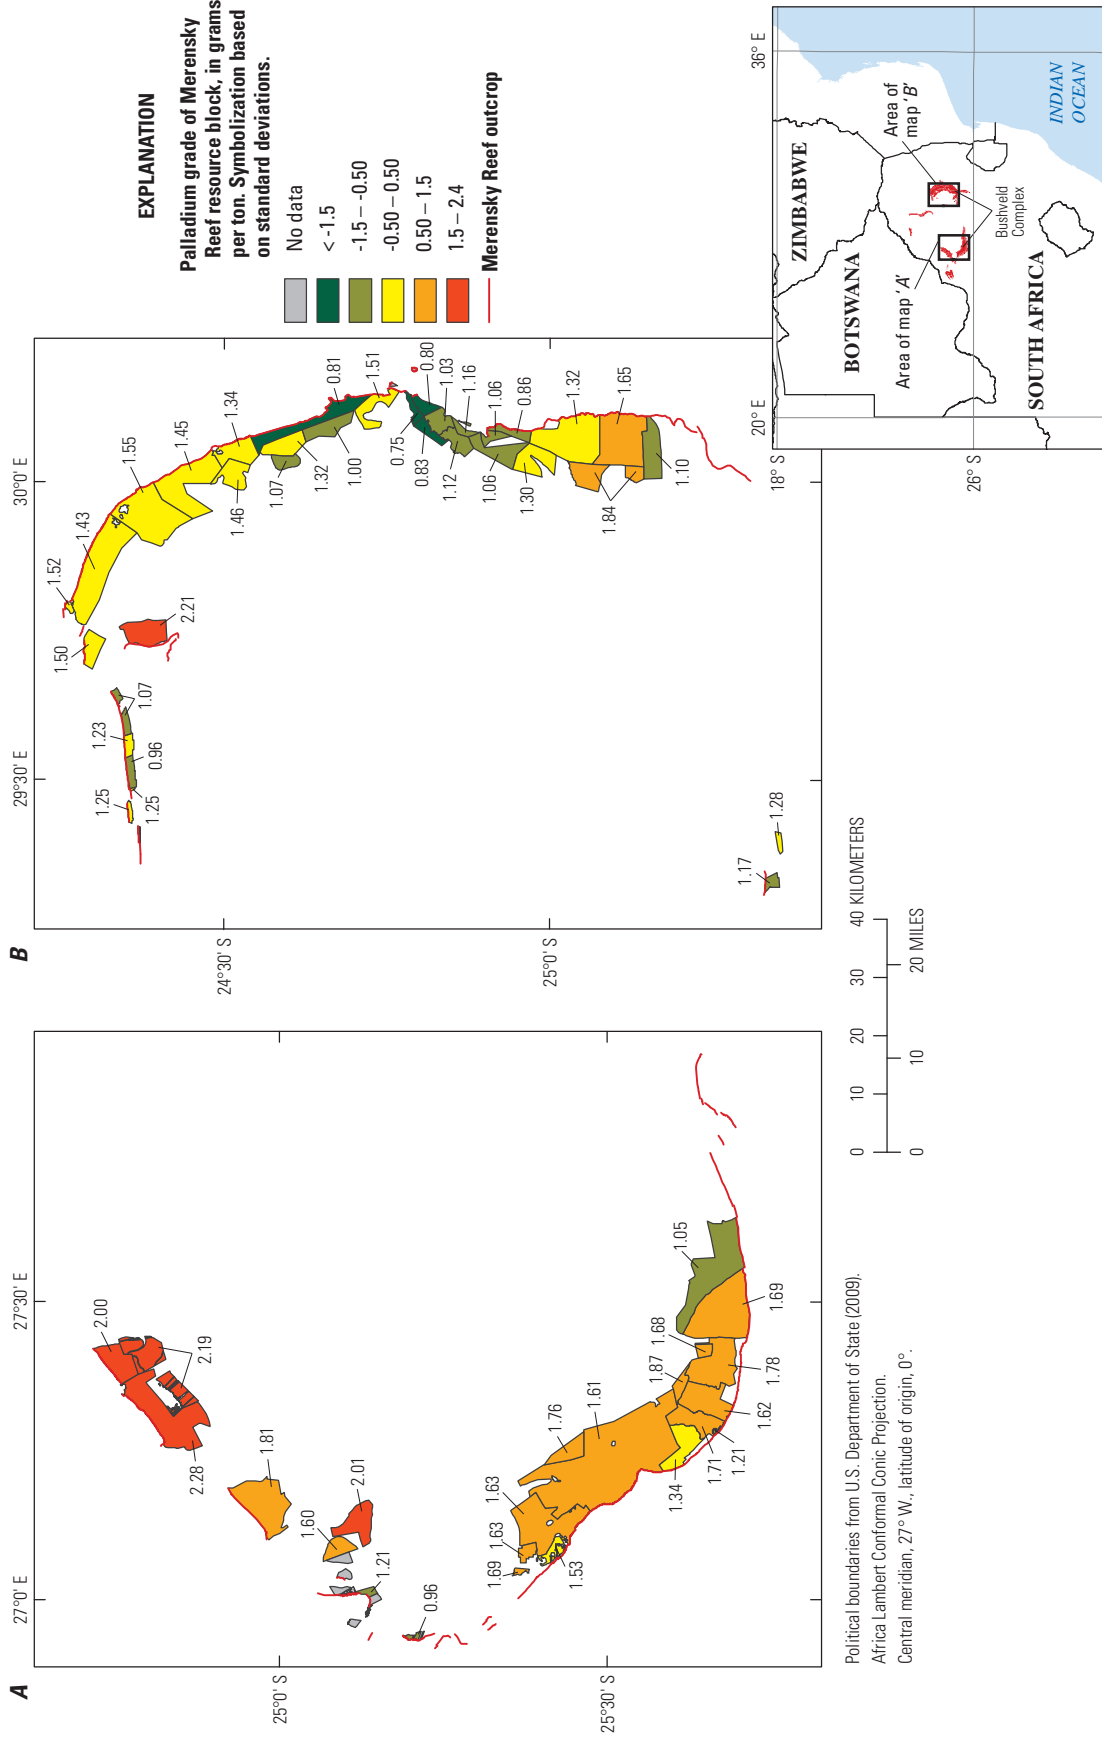 A
27°0' E
27°30' E
25°0' S
25°30' S
2.00
2.19
2.28
1.81
1.60
2.01
1.21
0.96
1.69
1.63
1.63
1.53
1.76
1.61
1.34
1.71
1.21
1.87
1.62
1.68
1.78
1.69
1.05
B
29°30' E
30°0' E
24°30' S
25°0' S
1.25
1.25
1.23
0.96
1.07
1.50
1.52
2.21
1.43
1.55
1.45
1.46
1.34
1.07
1.32
1.00
0.81
1.51
0.75
0.80
0.83
1.03
1.12
1.16
1.06
1.06
0.86
1.30
1.32
1.84
1.65
1.10
1.17
1.28
EXPLANATION
Palladium grade of Merensky
Reef resource block, in grams
per ton. Symbolization based
on standard deviations.
No data
< -1.5
-1.5 – -0.50
-0.50 – 0.50
0.50 – 1.5
1.5 – 2.4
Merensky Reef outcrop
Political boundaries from U.S. Department of State (2009).
Africa Lambert Conformal Conic Projection.
Central meridian, 27° W., latitude of origin, 0°.
0 10 20 30 40 KILOMETERS
0 10 20 MILES
20° E
36° E
18° S
26° S
ZIMBABWE
BOTSWANA
SOUTH AFRICA
Area of map 'A'
Area of
map 'B'
Bushveld
Complex
INDIAN
OCEAN